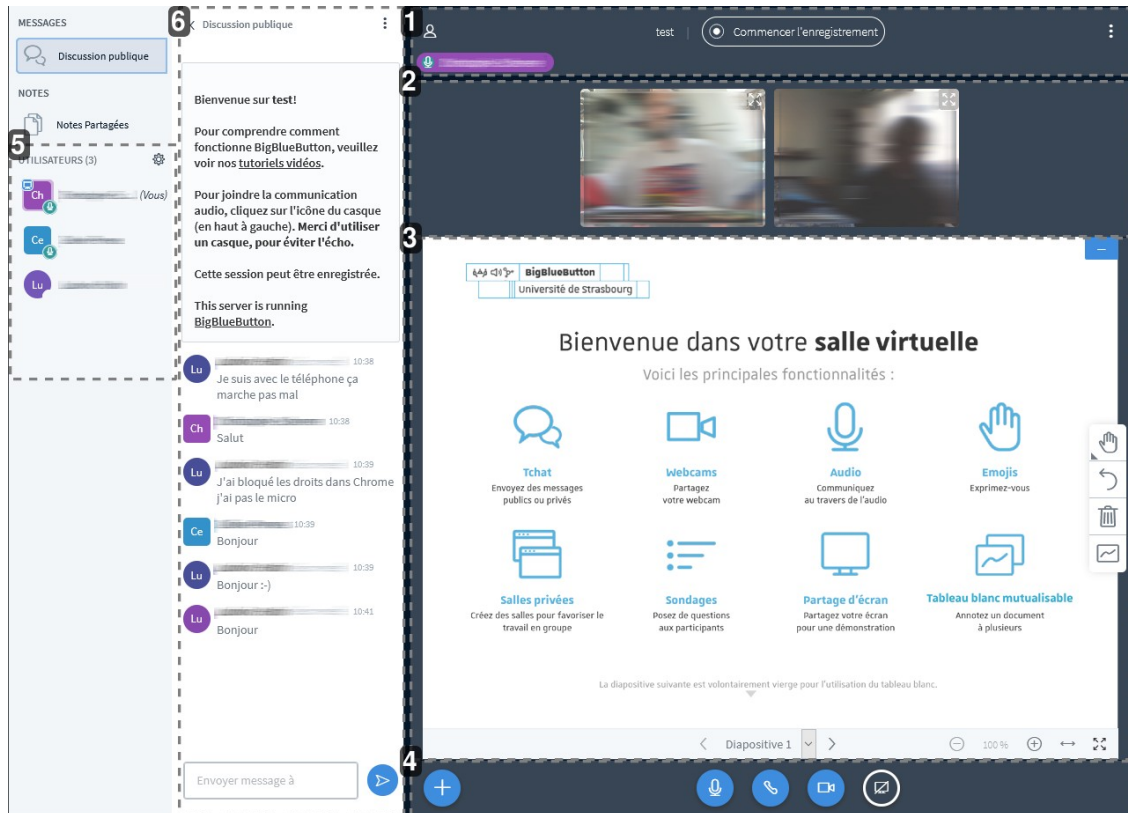 MESSAGES
Discussion publique
NOTES
Notes Partagées
5
UTILISATEURS (3)
Ch
(Vous)
Ce
Lu
6
Discussion publique
Bienvenue sur test!
Pour comprendre comment
fonctionne BigBlueButton, veuillez
voir nos tutoriels vidéos.
Pour joindre la communication
audio, cliquez sur l'icône du casque
(en haut à gauche). Merci d'utiliser
un casque, pour éviter l'écho.
Cette session peut être enregistrée.
This server is running
BigBlueButton.
Lu
10:38
Je suis avec le téléphone ça
marche pas mal
Ch
10:38
Salut
Lu
10:39
J'ai bloqué les droits dans Chrome
j'ai pas le micro
Ce
10:39
Bonjour
Lu
10:39
Bonjour :-)
Lu
10:41
Bonjour
Envoyer message à
1
test
Commencer l'enregistrement
2
3
BigBlueButton
Université de Strasbourg
Bienvenue dans votre salle virtuelle
Voici les principales fonctionnalités :
Tchat
Envoyez des messages
publics ou privés
Webcams
Partagez
votre webcam
Audio
Communiquez
au travers de l'audio
Emojis
Exprimez-vous
Salles privées
Créez des salles pour favoriser le
travail en groupe
Sondages
Posez de questions
aux participants
Partage d'écran
Partagez votre écran
pour une démonstration
Tableau blanc mutualisable
Annotez un document
à plusieurs
La diapositive suivante est volontairement vierge pour l'utilisation du tableau blanc.
Diapositive 1
100 %
4